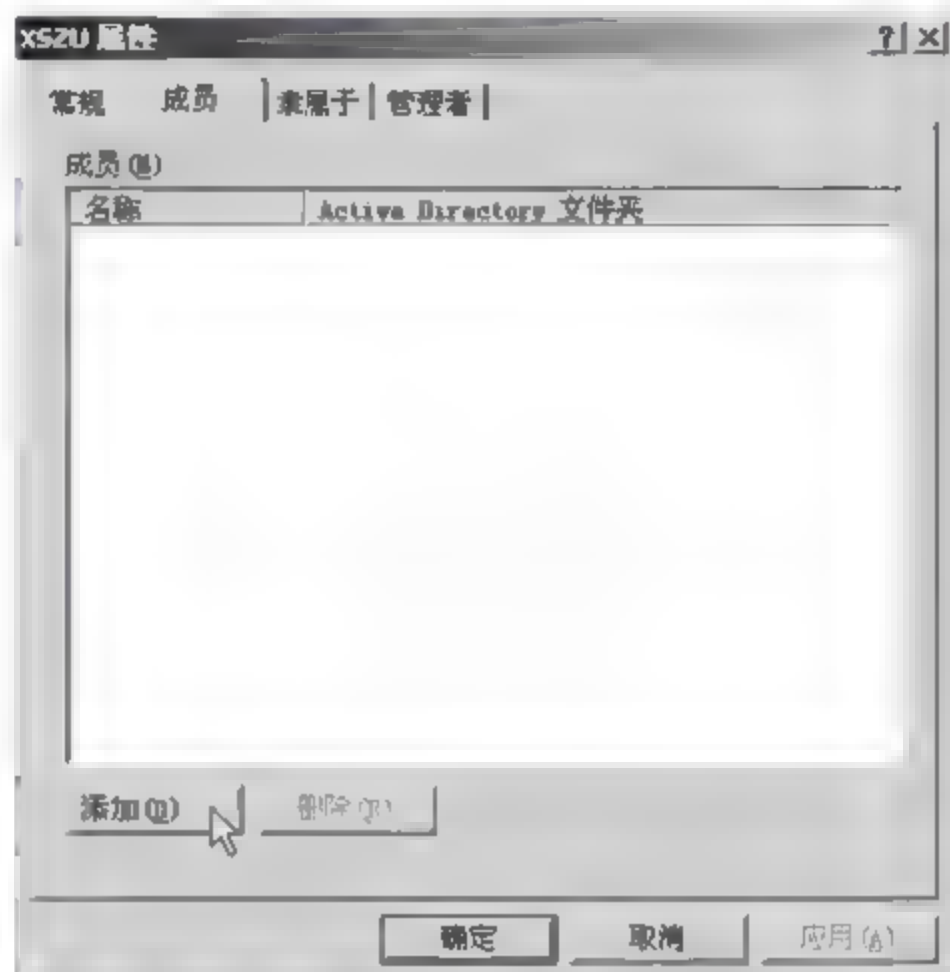 XSZU 属性
常规 成员 隶属于 管理者
成员(M)
名称 Active Directory 文件夹
添加(D) 删除(R)
确定 取消 应用(A)